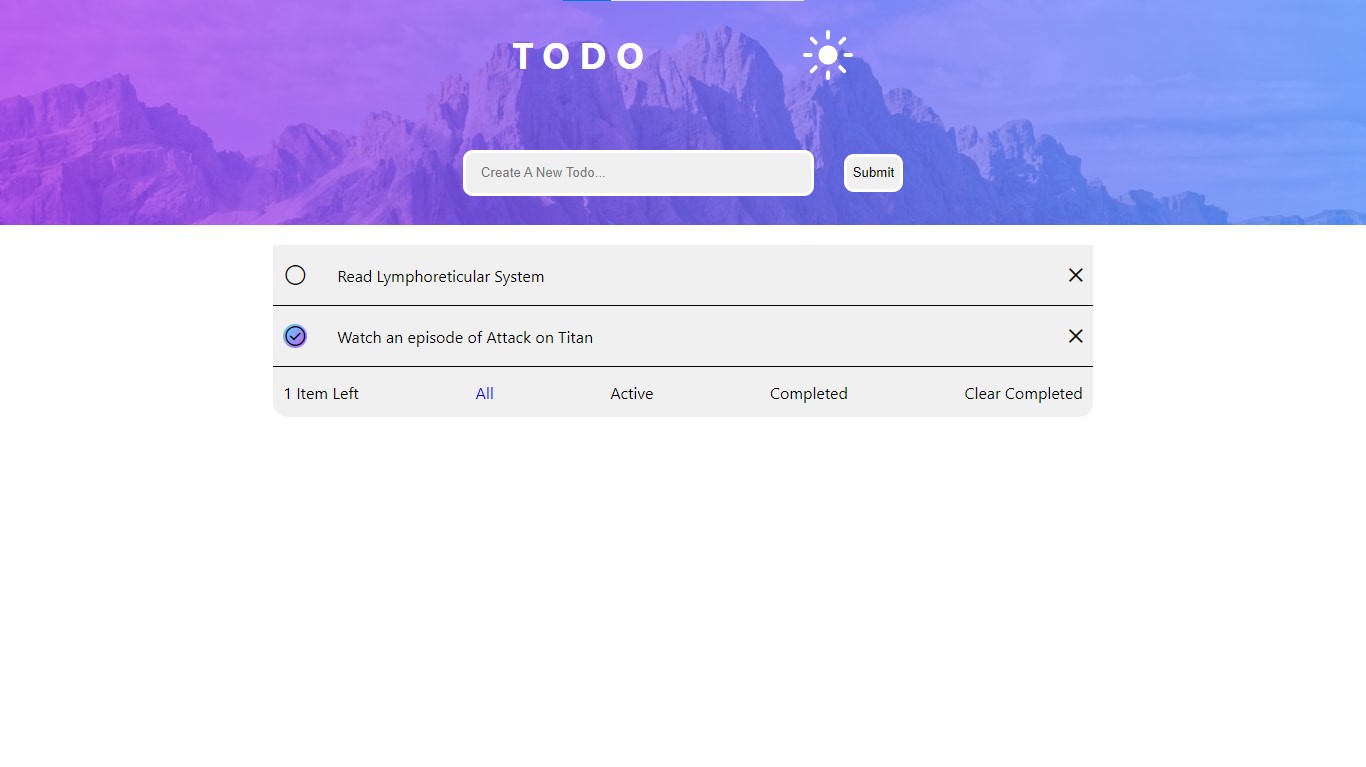 TODO
Create A New Todo...
Submit
Read Lymphoreticular System
Watch an episode of Attack on Titan
1 Item Left All Active Completed Clear Completed